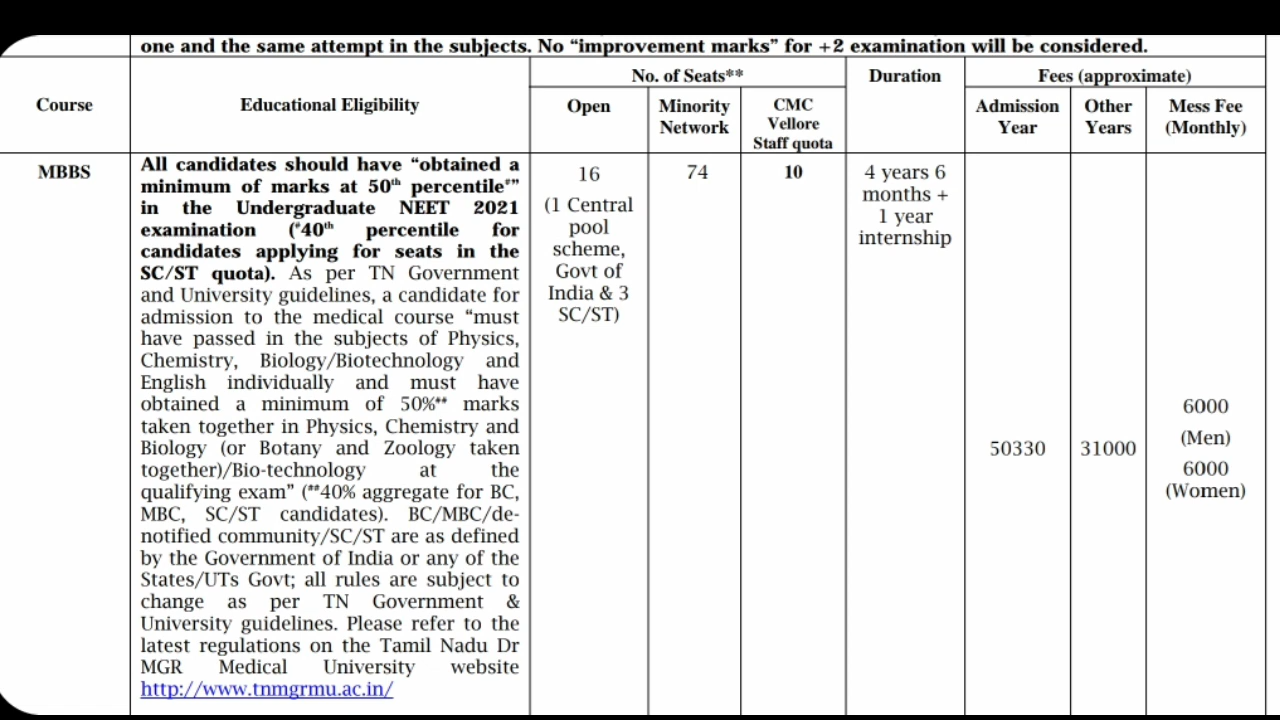 one and the same attempt in the subjects. No “improvement marks” for +2 examination will be considered.
Course
Educational Eligibility
No. of Seats**
Open
Minority
Network
CMC
Vellore
Staff quota
Duration
Fees (approximate)
Admission
Year
Other
Years
Mess Fee
(Monthly)
MBBS
All candidates should have “obtained a
minimum of marks at 50th percentile#”
in the Undergraduate NEET 2021
examination (#40th percentile for
candidates applying for seats in the
SC/ST quota). As per TN Government
and University guidelines, a candidate for
admission to the medical course “must
have passed in the subjects of Physics,
Chemistry, Biology/Biotechnology and
English individually and must have
obtained a minimum of 50%** marks
taken together in Physics, Chemistry and
Biology (or Botany and Zoology taken
together)/Bio-technology at the
qualifying exam” (**40% aggregate for BC,
MBC, SC/ST candidates). BC/MBC/de-
notified community/SC/ST are as defined
by the Government of India or any of the
States/UTs Govt; all rules are subject to
change as per TN Government &
University guidelines. Please refer to the
latest regulations on the Tamil Nadu Dr
MGR Medical University website
http://www.tnmgrmu.ac.in/
16
(1 Central
pool
scheme,
Govt of
India & 3
SC/ST)
74
10
4 years 6
months +
1 year
internship
50330
31000
6000
(Men)
6000
(Women)